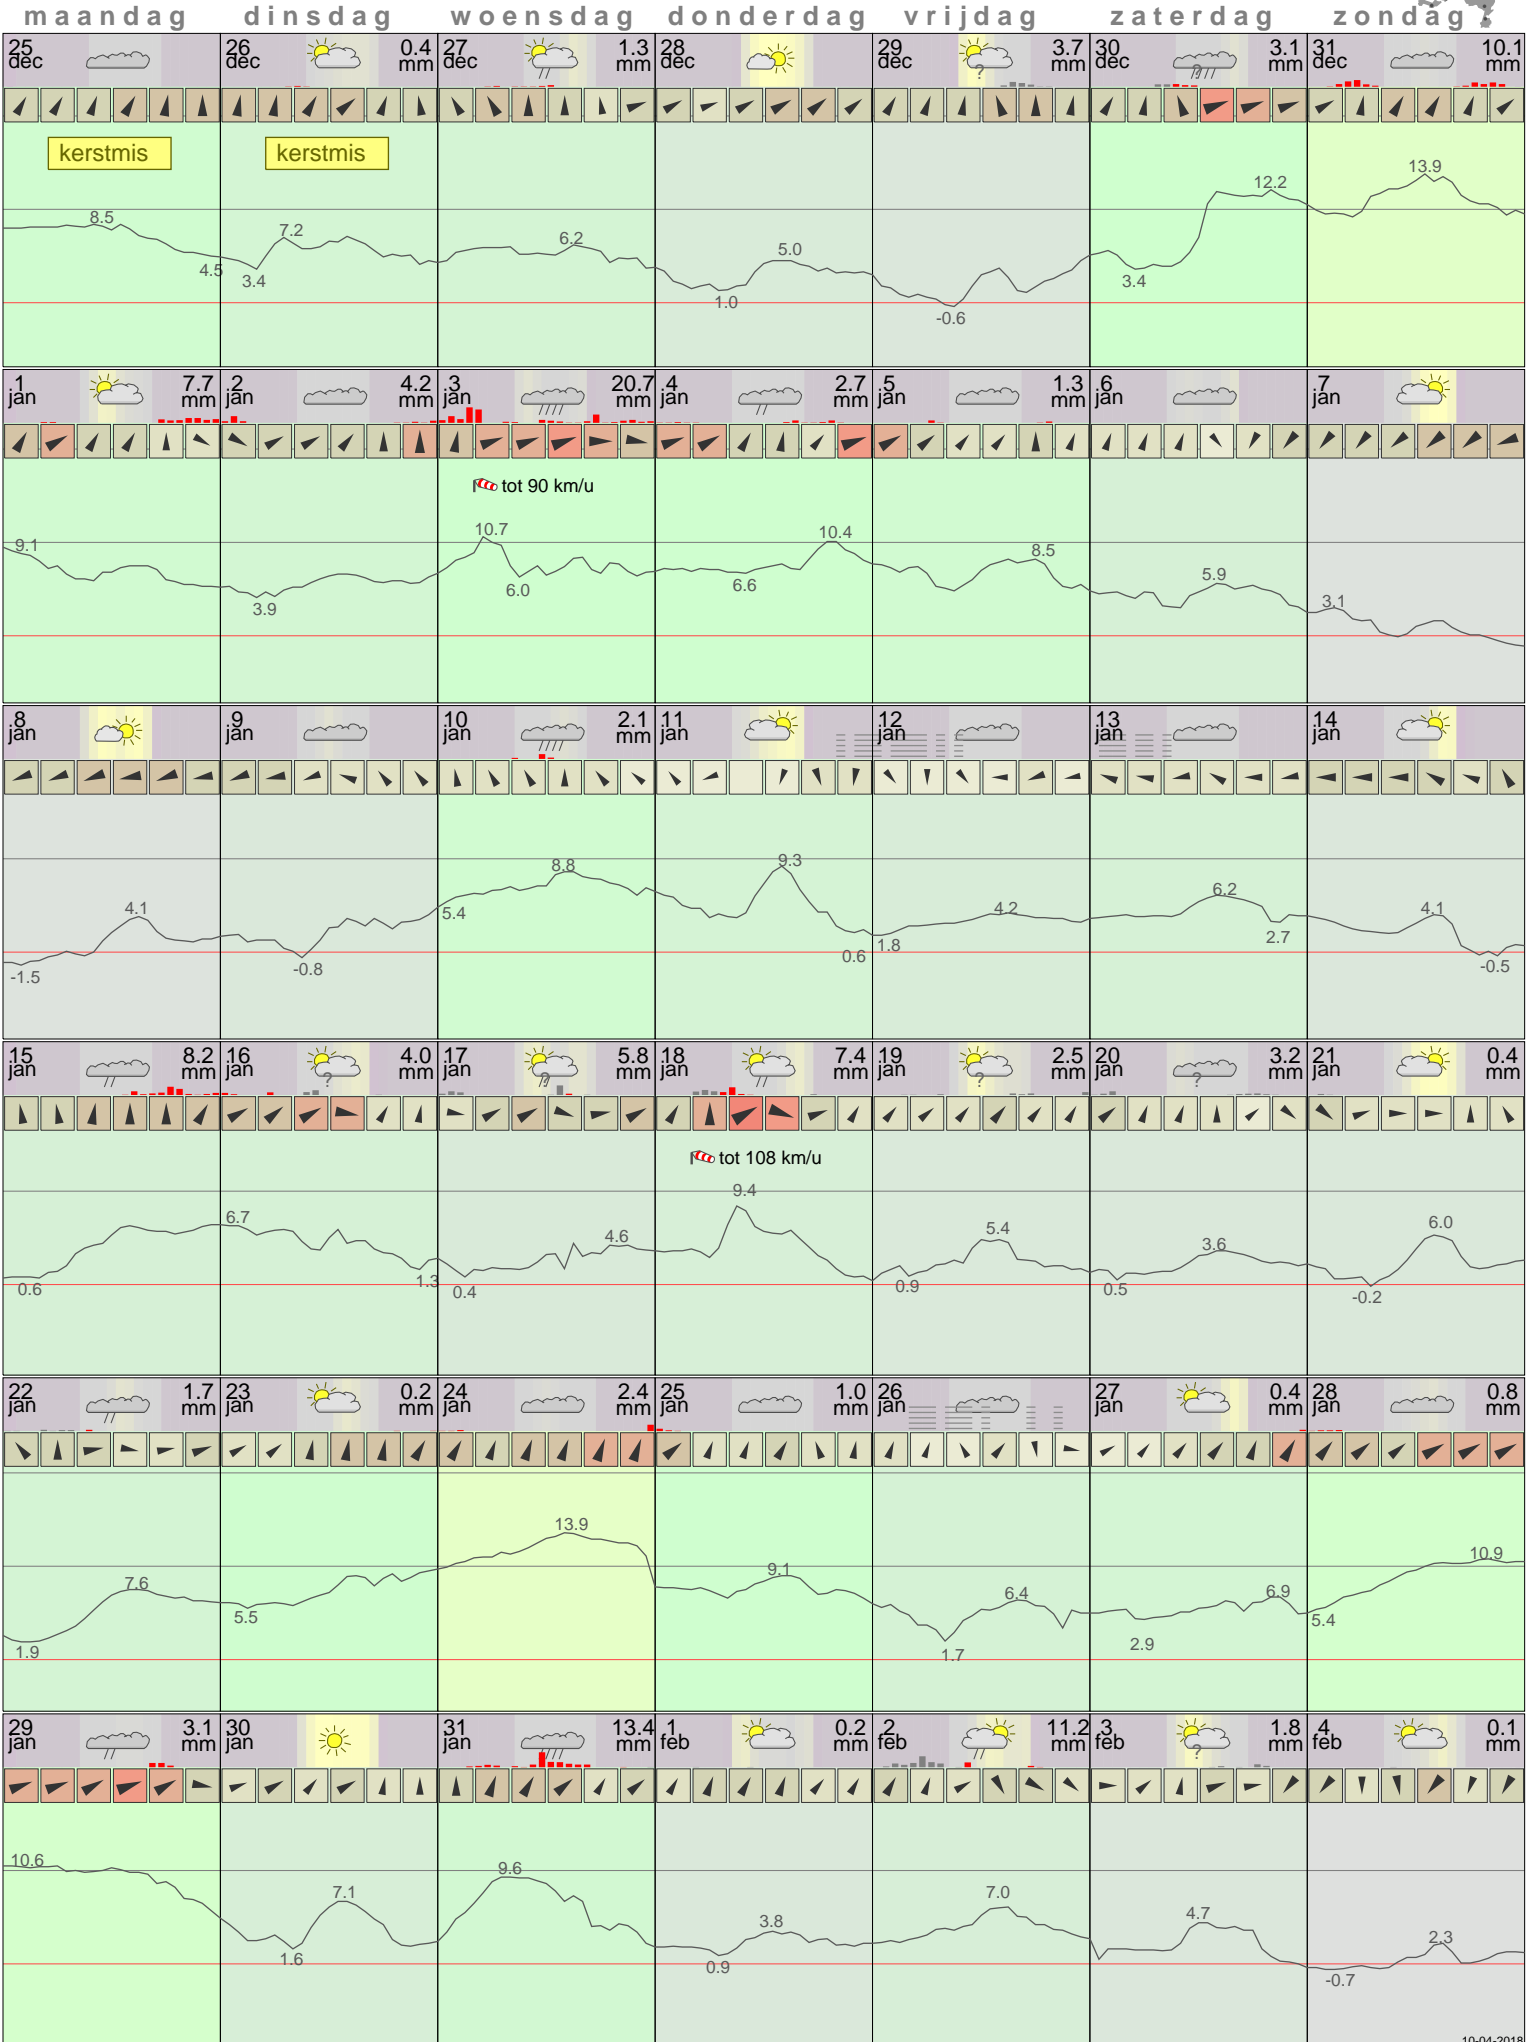 maandag dinsdag woensdag donderdag vrijdag zaterdag zondag
25 dec
26 dec 0.4 mm
27 dec 1.3 mm
28 dec
29 dec ? 3.7 mm
30 dec ? 3.1 mm
31 dec 10.1 mm
kerstmis kerstmis
8.5 4.5
3.4 7.2
6.2
1.0 5.0
-0.6
3.4 12.2
13.9
1 jan 7.7 mm
2 jan 4.2 mm
3 jan 20.7 mm
4 jan 2.7 mm
5 jan 1.3 mm
6 jan
7 jan
tot 90 km/u
9.1
3.9
10.7 6.0
6.6 10.4
8.5
5.9
3.1
8 jan
9 jan
10 jan 2.1 mm
11 jan
12 jan
13 jan
14 jan
-1.5 4.1
-0.8
5.4 8.8
9.3 0.6
1.8 4.2
6.2 2.7
4.1 -0.5
15 jan 8.2 mm
16 jan ? 4.0 mm
17 jan ? 5.8 mm
18 jan 7.4 mm
19 jan ? 2.5 mm
20 jan ? 3.2 mm
21 jan 0.4 mm
tot 108 km/u
0.6
6.7 1.3
0.4 4.6
9.4
0.9 5.4
0.5 3.6
-0.2 6.0
22 jan 1.7 mm
23 jan 0.2 mm
24 jan 2.4 mm
25 jan 1.0 mm
26 jan
27 jan 0.4 mm
28 jan 0.8 mm
1.9 7.6
5.5
13.9
9.1
1.7 6.4
2.9 6.9
5.4 10.9
29 jan 3.1 mm
30 jan
31 jan 13.4 mm
1 feb 0.2 mm
2 feb 11.2 mm
3 feb ? 1.8 mm
4 feb 0.1 mm
10.6
1.6 7.1
9.6
0.9 3.8
7.0
4.7
-0.7 2.3
10-04-2018